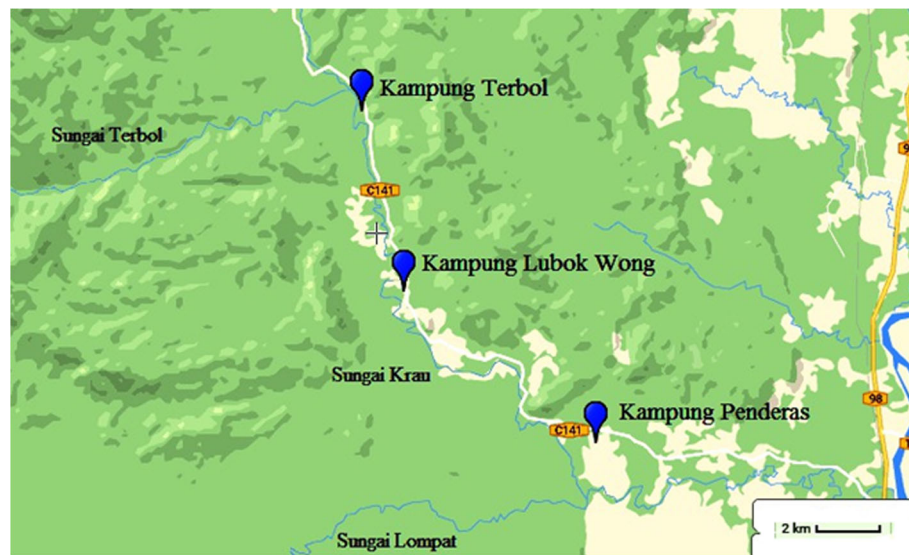 Kampung Terbol
Sungai Terbol
C141
Kampung Lubok Wong
Sungai Krau
98
Kampung Penderas
C141
2 km
Sungai Lompat